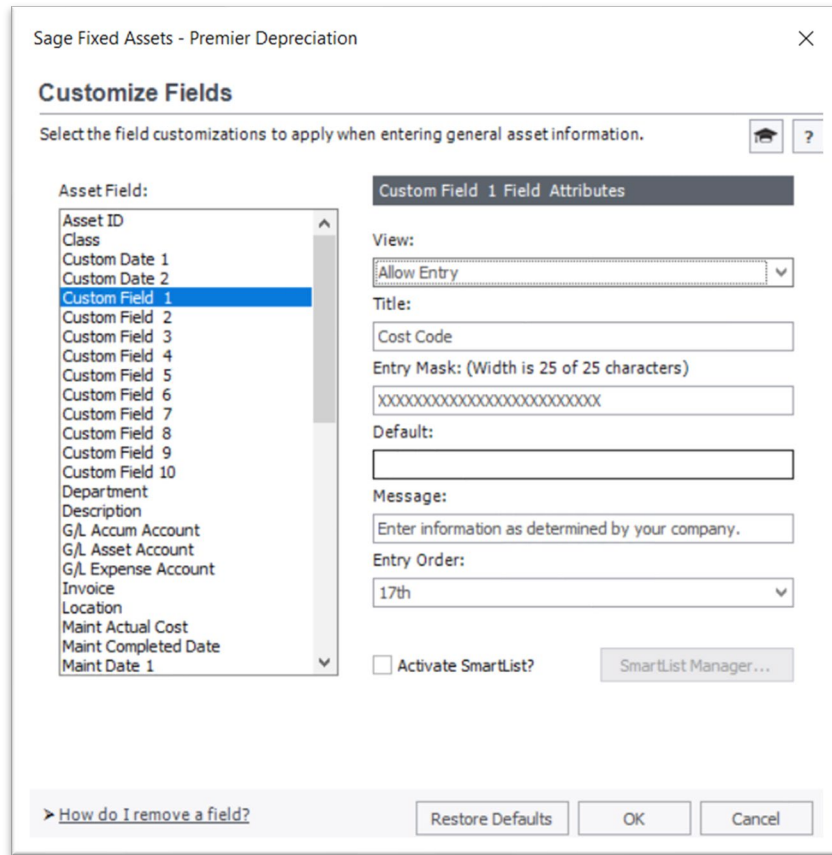 Sage Fixed Assets - Premier Depreciation
Customize Fields
Select the field customizations to apply when entering general asset information.
?
Asset Field:
Asset ID
Class
Custom Date 1
Custom Date 2
Custom Field 1
Custom Field 2
Custom Field 3
Custom Field 4
Custom Field 5
Custom Field 6
Custom Field 7
Custom Field 8
Custom Field 9
Custom Field 10
Department
Description
G/L Accum Account
G/L Asset Account
G/L Expense Account
Invoice
Location
Maint Actual Cost
Maint Completed Date
Maint Date 1
Custom Field 1 Field Attributes
View:
Allow Entry
Title:
Cost Code
Entry Mask: (Width is 25 of 25 characters)
XXXXXXXXXXXXXXXXXXXXXXXXX
Default:
Message:
Enter information as determined by your company.
Entry Order:
17th
Activate SmartList?
SmartList Manager...
How do I remove a field?
Restore Defaults
OK
Cancel